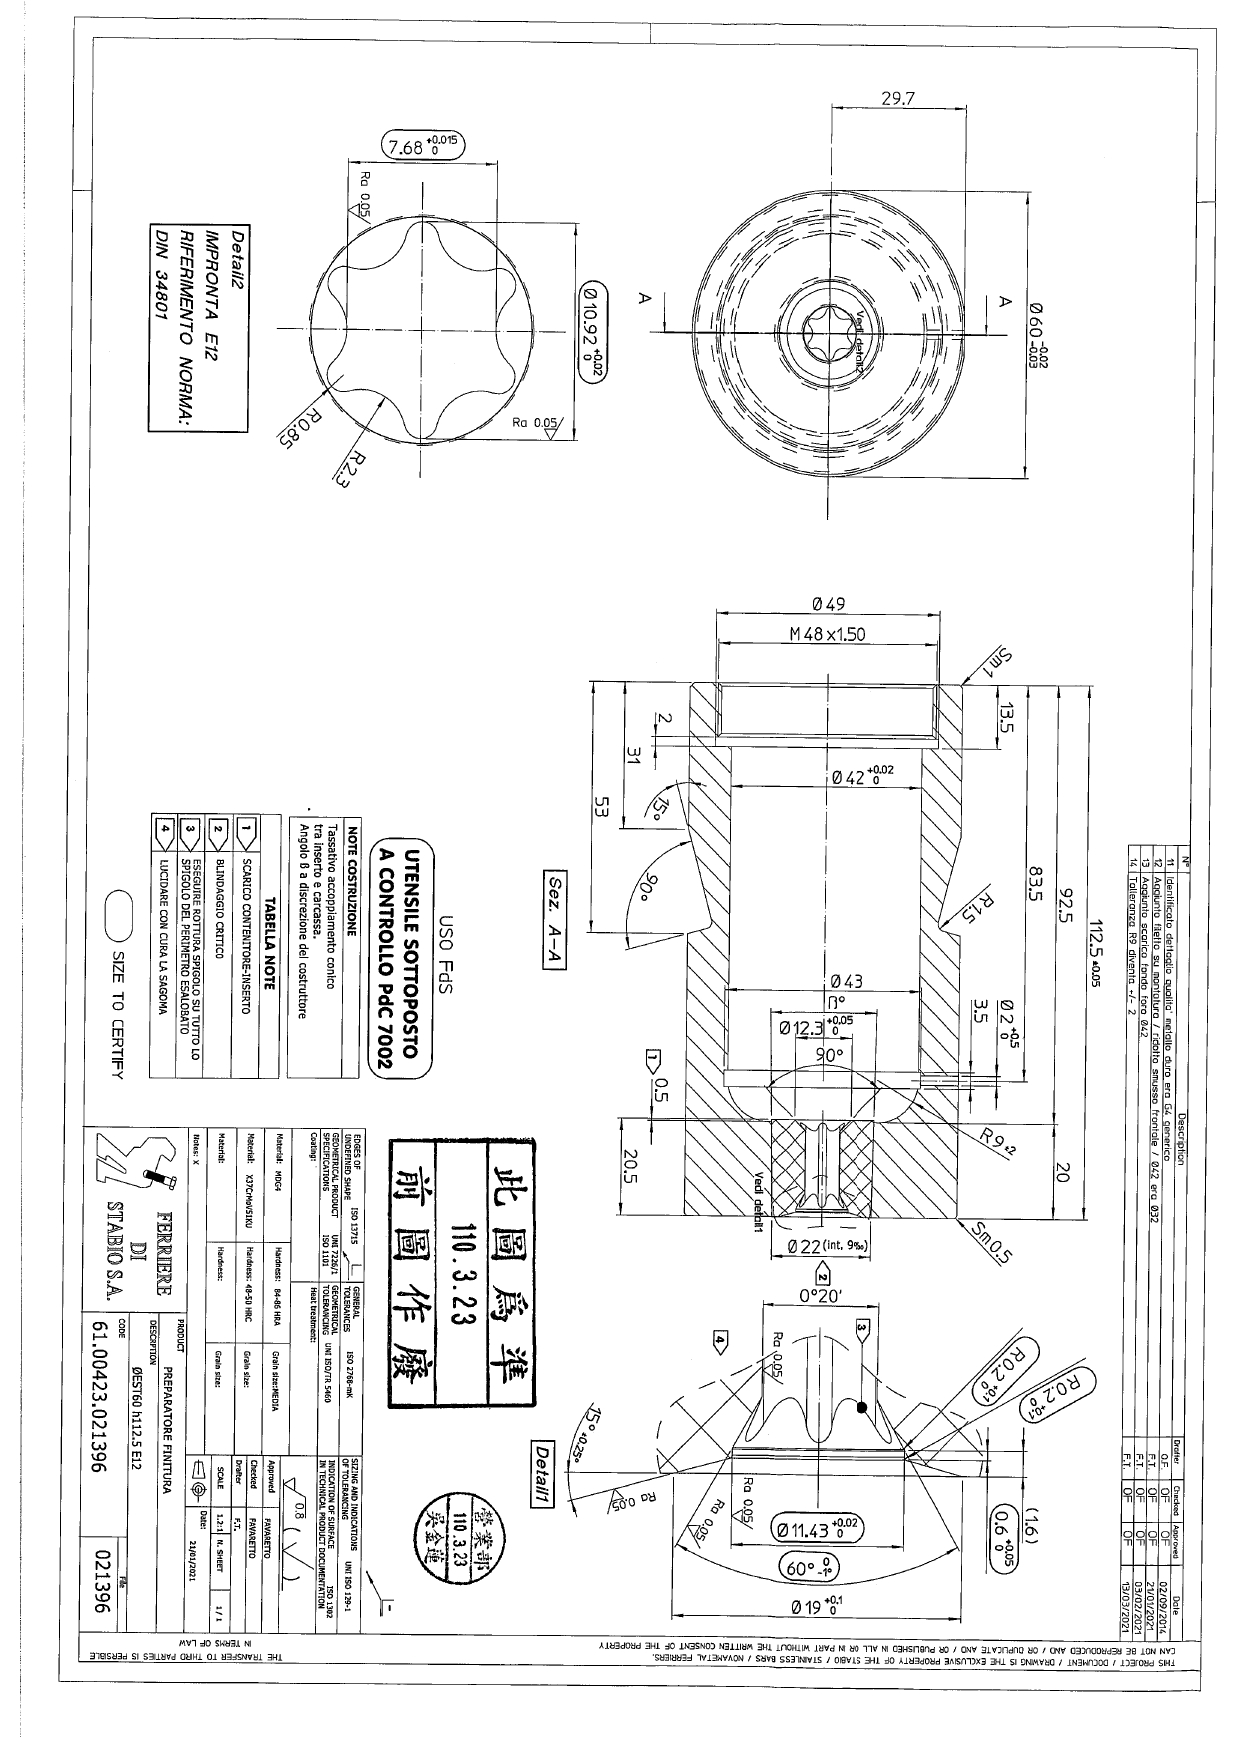 29.7
Ø60 -0.02 -0.03
A
A
Vedi detail2
7.68 +0.015 0
Ra 0.05
Ø10.92 +0.02 0
Ra 0.05
R0.85
R2.3
Detail2
IMPRONTA E12
RIFERIMENTO NORMA:
DIN 34801
Ø49
M48x1.50
Sm1
13.5
2
31
53
Ø42 +0.02 0
15°
90°
R1.5
83.5
92.5
112.5 ±0.05
Ø43
ß°
Ø12.3 +0.05 0
90°
3.5
Ø2 +0.5 0
1
0.5
R9±2
20.5
20
Vedi detail1
Sm0.5
Ø22 (int. 9‰)
2
Sez. A-A
0°20'
3
4
Ra 0.05
R0.2 +0.1 0
R0.2 +0.1 0
15° ±0.25°
Ra 0.05
Ra 0.05
Ra 0.05
Ø11.43 +0.02 0
60° 0 -1°
Ø19 +0.1 0
(1.6)
0.6 +0.05 0
Detail1
N°
Description
Drafter
Checked
Approved
Date
11 Identificato dettaglio qualita' metallo duro era G4 generico O.F. OF OF 02/09/2014
12 Aggiunto filetto su montatura / ridotto smusso frontale / Ø42 era Ø32 F.T. OF OF 21/01/2021
13 Aggiunto scarico fondo foro Ø42 F.T. OF OF 03/02/2021
14 Tolleranza R9 diventa +/- 2 F.T. OF OF 13/03/2021
USO FdS
UTENSILE SOTTOPOSTO
A CONTROLLO PdC 7002
NOTE COSTRUZIONE
Tassativo accoppiamento conico
tra inserto e carcassa.
Angolo ß a discrezione del costruttore
TABELLA NOTE
1 SCARICO CONTENITORE-INSERTO
2 BLINDAGGIO CRITICO
3 ESEGUIRE ROTTURA SPIGOLO SU TUTTO LO
SPIGOLO DEL PERIMETRO ESALOBATO
4 LUCIDARE CON CURA LA SAGOMA
SIZE TO CERTIFY
此圖為準
110.3.23
前圖作廢
營業部
110.3.23
吳金蓮
EDGES OF
UNDEFINED SHAPE ISO 13715
GENERAL
TOLERANCES ISO 2768-mK
SIZING AND INDICATIONS
OF TOLERANCING UNI ISO 129-1
GEOMETRICAL PRODUCT
SPECIFICATIONS UNI 7226/1
ISO 1101
GEOMETRICAL
TOLERANCING UNI ISO/TR 5460
INDICATION OF SURFACE
IN TECHNICAL PRODUCT DOCUMENTATION ISO 1302
Coating:
Heat treatment:
0.8
Material: MDG4
Hardness: 84-86 HRA
Grain size: MEDIA
Material: X37CrMoV51KU
Hardness: 48-50 HRC
Grain size:
Material:
Hardness:
Grain size:
Notes: X
Approved FAVARETTO
Checked FAVARETTO
Drafter F.T.
SCALE 1.2:1
N. SHEET 1 / 1
Date: 21/01/2021
FERRIERE
DI
STABIO S.A.
PRODUCT
PREPARATORE FINITURA
DESCRIPTION
ØEST60 h112.5 E12
CODE
61.00423.021396
File
021396
THIS PROJECT / DOCUMENT / DRAWING IS THE EXCLUSIVE PROPERTY OF THE STABIO / STAINLESS BARS / NOVAMETAL FERRIERS.
CAN NOT BE REPRODUCED AND / OR DUPLICATE AND / OR PUBLISHED IN ALL OR IN PART WITHOUT THE WRITTEN CONSENT OF THE PROPERTY
THE TRANSFER TO THIRD PARTIES IS PERSIBLE
IN TERMS OF LAW